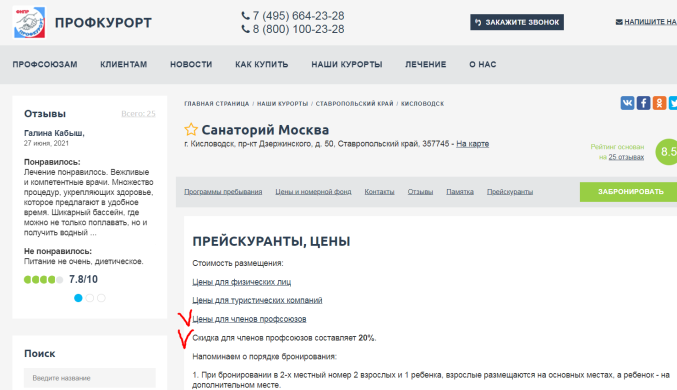 ФНПР
ПРОФКУРОРТ
7 (495) 664-23-28
8 (800) 100-23-28
ЗАКАЖИТЕ ЗВОНОК
НАПИШИТЕ НА
ПРОФСОЮЗАМ КЛИЕНТАМ НОВОСТИ КАК КУПИТЬ НАШИ КУРОРТЫ ЛЕЧЕНИЕ О НАС
Отзывы Всего: 25
Галина Кабыш,
27 июня, 2021
Понравилось:
Лечение понравилось. Вежливые
и компетентные врачи. Множество
процедур, укрепляющих здоровье,
которое предлагают в удобное
время. Шикарный бассейн, где
можно не только поплавать, но и
получить водный ...
Не понравилось:
Питание не очень, диетическое.
7.8/10
Поиск
Введите название
ГЛАВНАЯ СТРАНИЦА / НАШИ КУРОРТЫ / СТАВРОПОЛЬСКИЙ КРАЙ / КИСЛОВОДСК
Санаторий Москва
г. Кисловодск, пр-кт Дзержинского, д. 50, Ставропольский край, 357745 - На карте
Рейтинг основан
на 25 отзывах
8.5
Программы пребывания Цены и номерной фонд Контакты Отзывы Памятка Прейскуранты
ЗАБРОНИРОВАТЬ
ПРЕЙСКУРАНТЫ, ЦЕНЫ
Стоимость размещения:
Цены для физических лиц
Цены для туристических компаний
Цены для членов профсоюзов
Скидка для членов профсоюзов составляет 20%.
Напоминаем о порядке бронирования:
1. При бронировании в 2-х местный номер 2 взрослых и 1 ребенка, взрослые размещаются на основных местах, а ребенок - на
дополнительном месте.